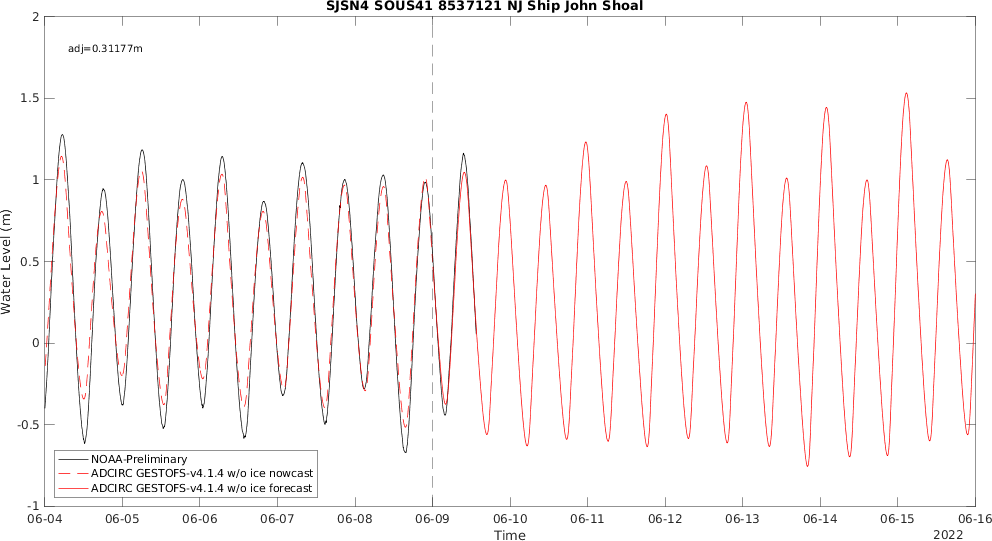 SJSN4 SOUS41 8537121 NJ Ship John Shoal
adj=0.31177m
2
1.5
1
0.5
0
-0.5
-1
Water Level (m)
NOAA-Preliminary
ADCIRC GESTOFS-v4.1.4 w/o ice nowcast
ADCIRC GESTOFS-v4.1.4 w/o ice forecast
06-04 06-05 06-06 06-07 06-08 06-09 06-10 06-11 06-12 06-13 06-14 06-15 06-16
Time
2022